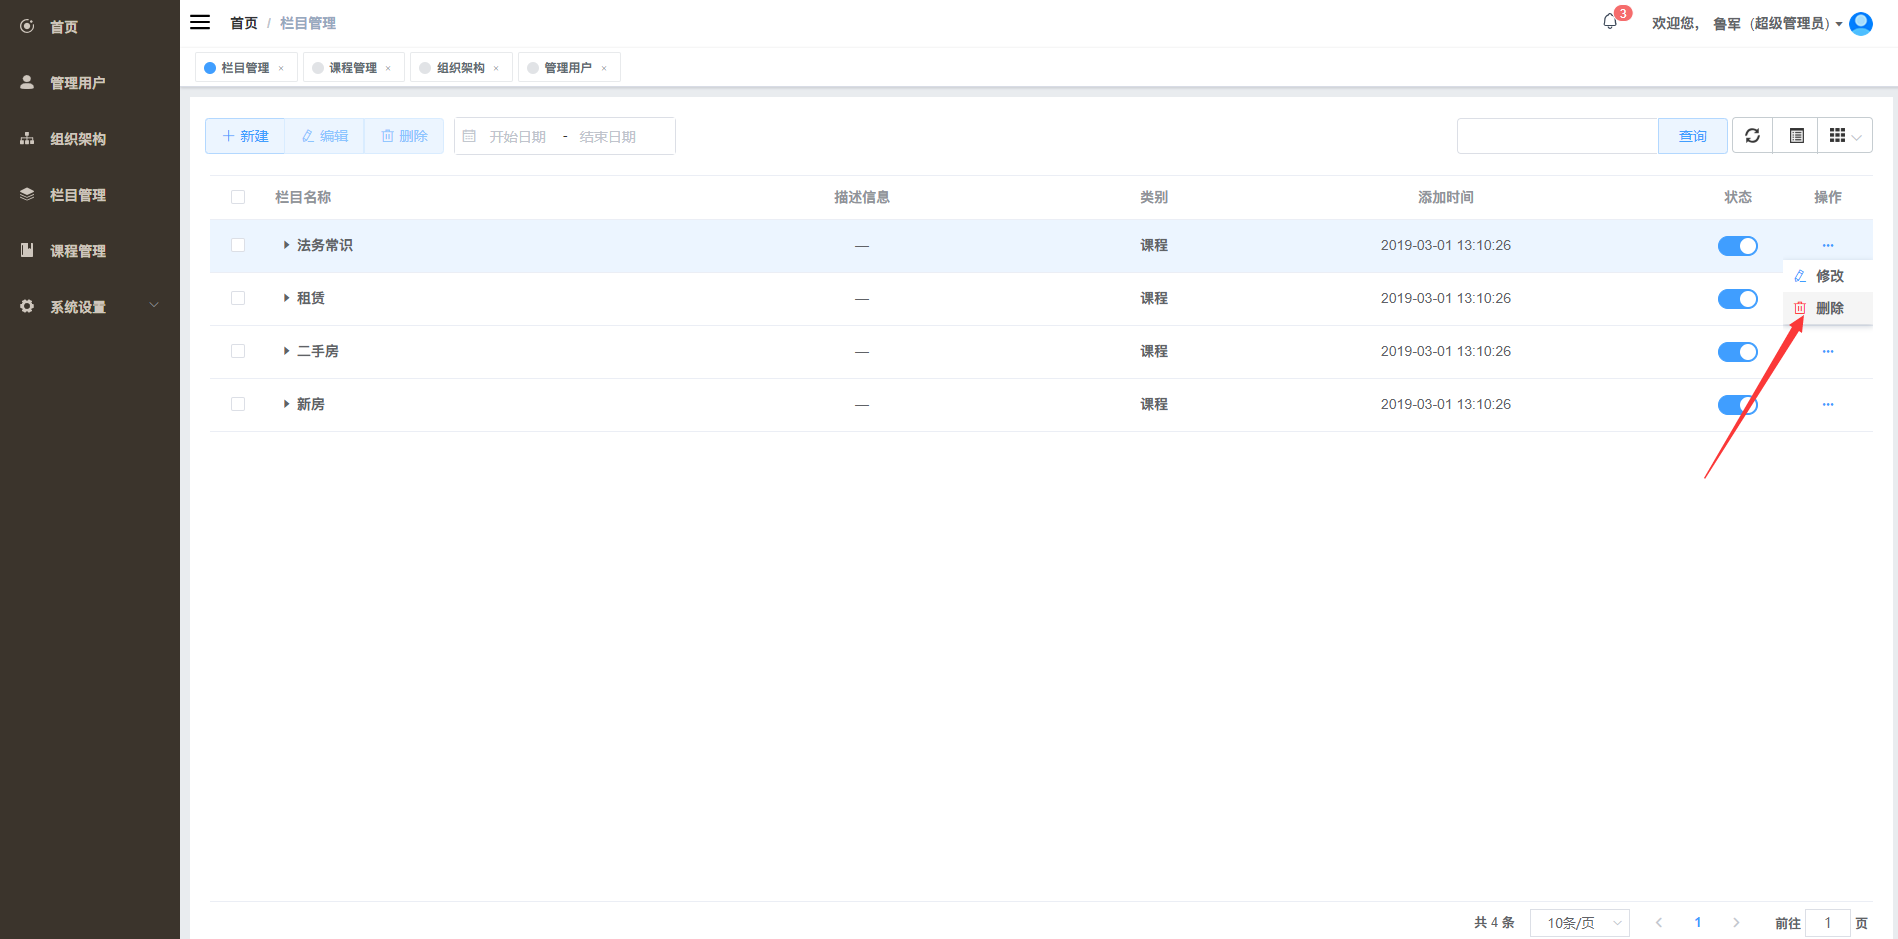 首页
管理用户
组织架构
栏目管理
课程管理
系统设置
首页 / 栏目管理
3
欢迎您， 鲁军（超级管理员）
栏目管理 ×
课程管理 ×
组织架构 ×
管理用户 ×
新建 编辑 删除 开始日期 - 结束日期 查询
栏目名称 描述信息 类别 添加时间 状态 操作
法务常识 — 课程 2019-03-01 13:10:26
修改
删除
租赁 — 课程 2019-03-01 13:10:26
二手房 — 课程 2019-03-01 13:10:26
新房 — 课程 2019-03-01 13:10:26
共 4 条 10条/页 1 前往 1 页